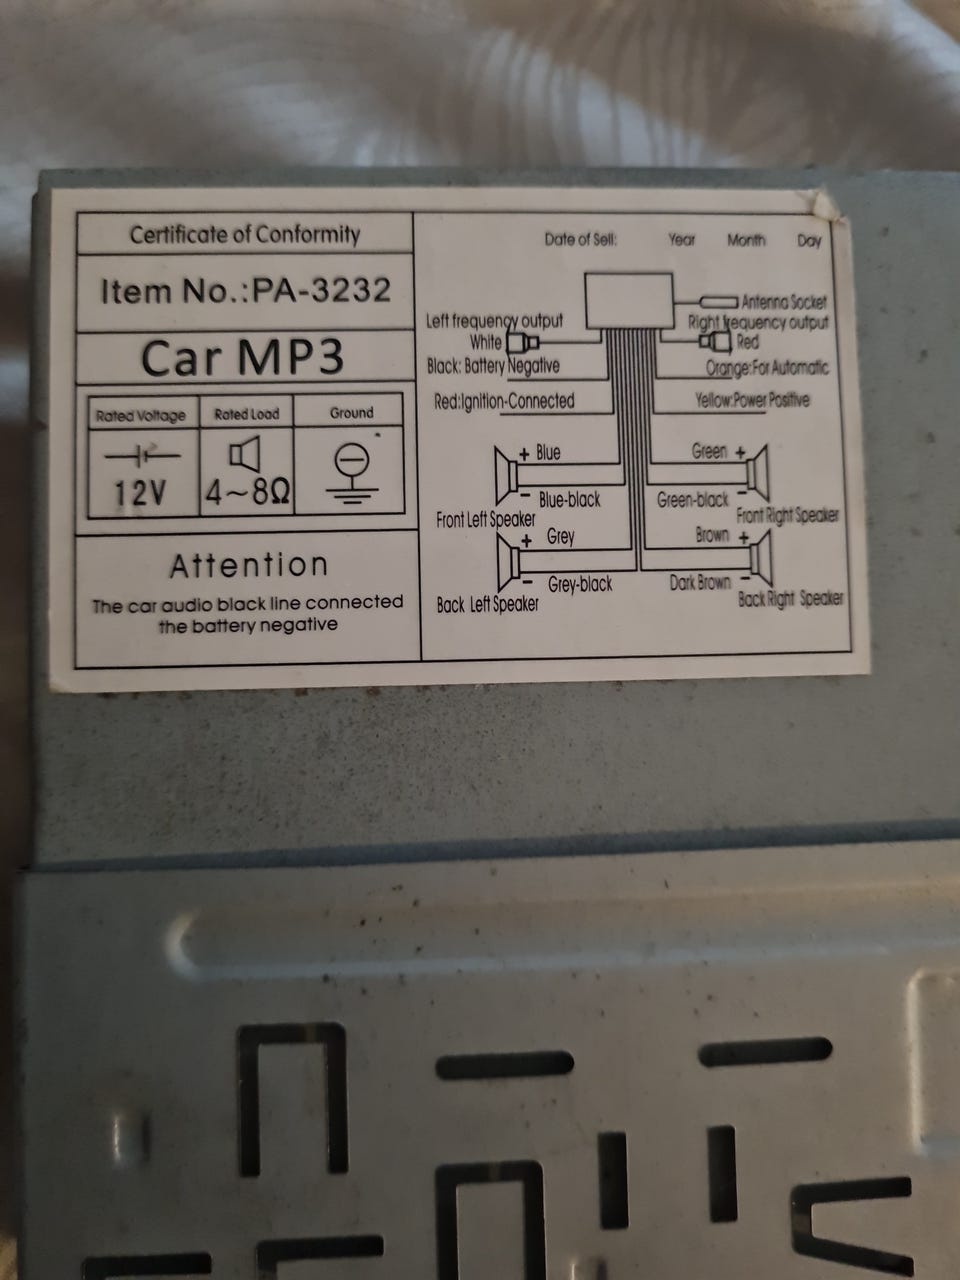 Certificate of Conformity
Item No.:PA-3232
Car MP3
Rated Voltage
Rated Load
Ground
12V
4~8Ω
Attention
The car audio black line connected
the battery negative
Date of Sell:
Year
Month
Day
Antenna Socket
Left frequency output
Right frequency output
White
Red
Black: Battery Negative
Orange:For Automatic
Red:Ignition-Connected
Yellow:Power Positive
+ Blue
Green +
- Blue-black
Green-black -
Front Left Speaker
Front Right Speaker
+ Grey
Brown +
- Grey-black
Dark Brown -
Back Left Speaker
Back Right Speaker